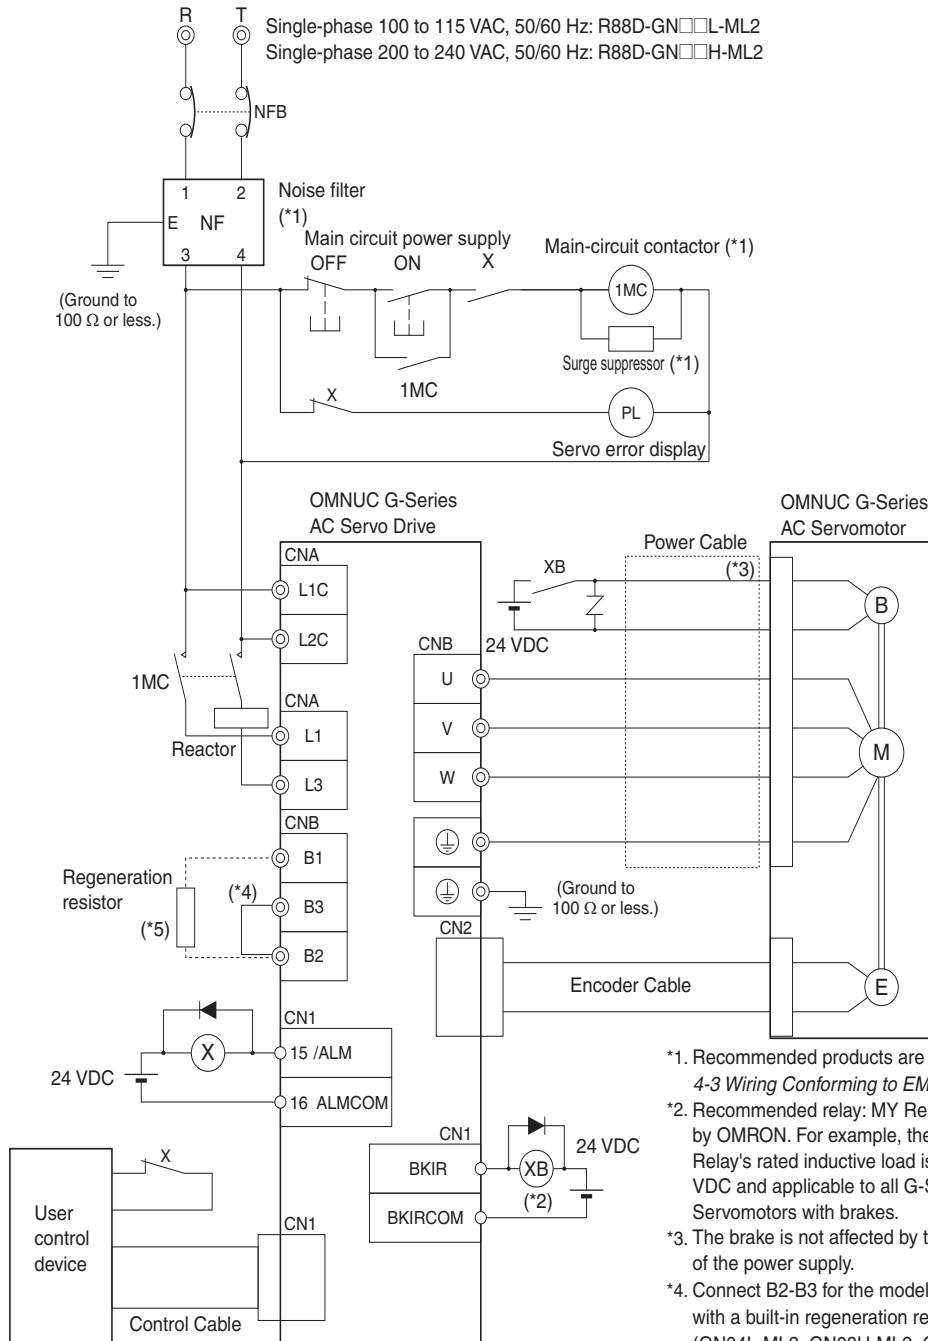 R T
Single-phase 100 to 115 VAC, 50/60 Hz: R88D-GN□□L-ML2
Single-phase 200 to 240 VAC, 50/60 Hz: R88D-GN□□H-ML2
NFB
1 2
E NF
3 4
Noise filter
(*1)
(Ground to
100 Ω or less.)
Main circuit power supply
OFF ON X
Main-circuit contactor (*1)
1MC
Surge suppressor (*1)
1MC
X
PL
Servo error display
OMNUC G-Series
AC Servo Drive
OMNUC G-Series
AC Servomotor
CNA
L1C
L2C
1MC
Reactor
CNA
L1
L3
CNB
B1
B3
B2
Regeneration
resistor
(*5)
(*4)
XB
24 VDC
Power Cable
(*3)
B
CNB
U
V
W
M
(Ground to
100 Ω or less.)
CN2
Encoder Cable
E
24 VDC
X
CN1
15 /ALM
16 ALMCOM
CN1
BKIR
BKIRCOM
XB
(*2)
24 VDC
User
control
device
X
CN1
Control Cable
*1. Recommended products are
4-3 Wiring Conforming to EM
*2. Recommended relay: MY Re
by OMRON. For example, the
Relay's rated inductive load is
VDC and applicable to all G-S
Servomotors with brakes.
*3. The brake is not affected by t
of the power supply.
*4. Connect B2-B3 for the model
with a built-in regeneration re